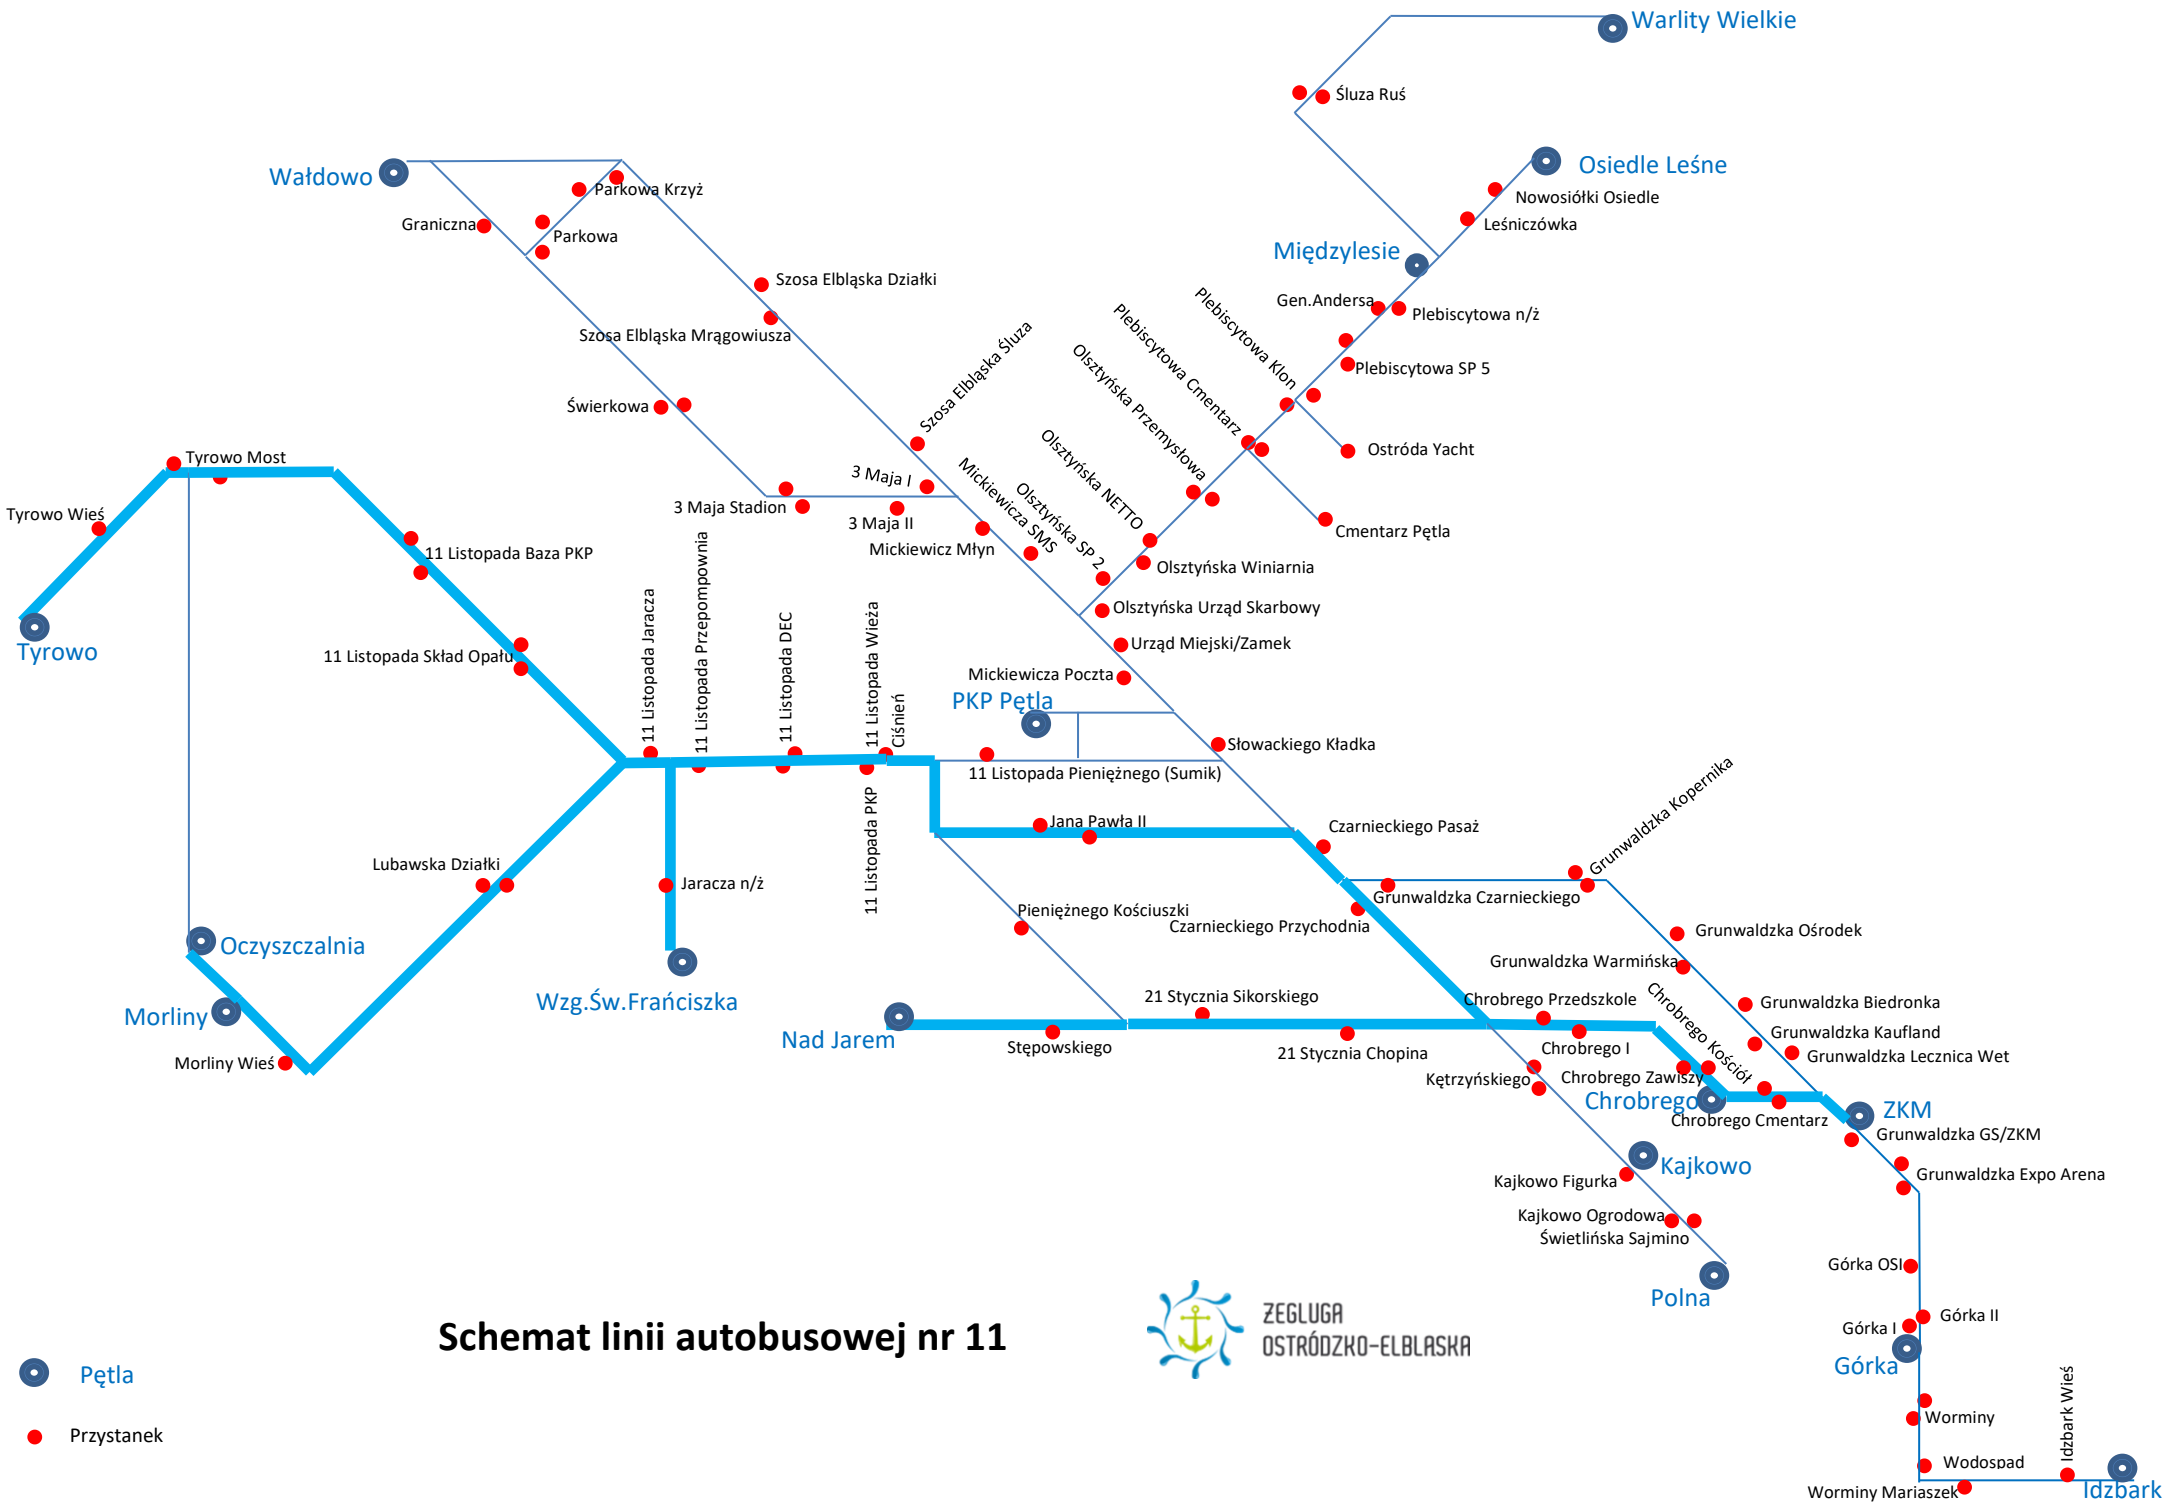 Warlity Wielkie
Śluza Ruś
Wałdowo
Osiedle Leśne
Parkowa Krzyż
Nowosiółki Osiedle
Graniczna
Leśniczówka
Parkowa
Międzylesie
Szosa Elbląska Działki
Gen.Andersa
Plebiscytowa n/ż
Szosa Elbląska Mrągowiusza
Plebiscytowa Klon
Plebiscytowa Cmentarz
Szosa Elbląska Śluza
Olsztyńska Przemysłowa
Plebiscytowa SP 5
Świerkowa
Olsztyńska NETTO
Ostróda Yacht
Tyrowo Most
3 Maja I
Mickiewicza SMS
Olsztyńska SP 2
3 Maja Stadion
3 Maja II
Tyrowo Wieś
Cmentarz Pętla
Mickiewicz Młyn
11 Listopada Baza PKP
Olsztyńska Winiarnia
Olsztyńska Urząd Skarbowy
Tyrowo
11 Listopada Skład Opału
11 Listopada Jaracza
11 Listopada Przepompownia
11 Listopada DEC
11 Listopada Wieża
Ciśnień
Urząd Miejski/Zamek
Mickiewicza Poczta
PKP Pętla
Słowackiego Kładka
11 Listopada Pieniężnego (Sumik)
11 Listopada PKP
Jana Pawła II
Czarnieckiego Pasaż
Grunwaldzka Kopernika
Lubawska Działki
Jaracza n/ż
Grunwaldzka Czarnieckiego
Pieniężnego Kościuszki
Czarnieckiego Przychodnia
Grunwaldzka Ośrodek
Oczyszczalnia
Grunwaldzka Warmińska
Wzg.Św.Frańciszka
21 Stycznia Sikorskiego
Chrobrego Przedszkole
Chrobrego Kościół
Grunwaldzka Biedronka
Morliny
Nad Jarem
Stępowskiego
21 Stycznia Chopina
Chrobrego I
Grunwaldzka Kaufland
Grunwaldzka Lecznica Wet
Morliny Wieś
Kętrzyńskiego
Chrobrego Zawiszy
Chrobrego
Chrobrego Cmentarz
ZKM
Grunwaldzka GS/ZKM
Kajkowo
Kajkowo Figurka
Grunwaldzka Expo Arena
Kajkowo Ogrodowa
Świetlińska Sajmino
Górka OSI
Polna
Górka II
Górka I
Górka
Schemat linii autobusowej nr 11
ŻEGLUGA
OSTRÓDZKO-ELBLĄSKA
Pętla
Przystanek
Worminy
Idzbark Wieś
Wodospad
Worminy Mariaszek
Idzbark